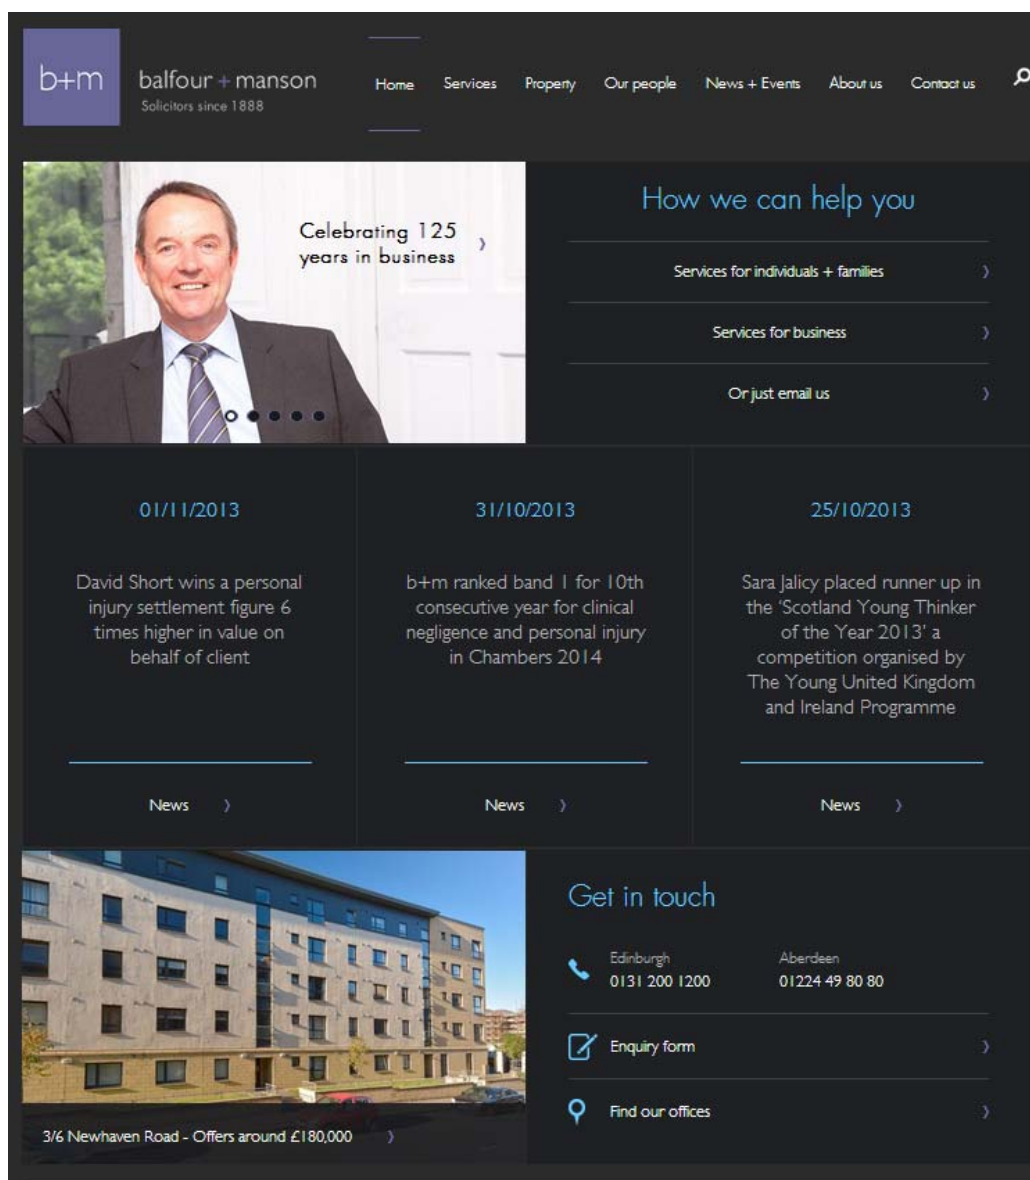 b+m
balfour + manson
Solicitors since 1888
Home Services Property Our people News + Events About us Contact us
Celebrating 125
years in business
How we can help you
Services for individuals + families
Services for business
Or just email us
01/11/2013
David Short wins a personal
injury settlement figure 6
times higher in value on
behalf of client
News
31/10/2013
b+m ranked band 1 for 10th
consecutive year for clinical
negligence and personal injury
in Chambers 2014
News
25/10/2013
Sara Jalicy placed runner up in
the ‘Scotland Young Thinker
of the Year 2013’ a
competition organised by
The Young United Kingdom
and Ireland Programme
News
3/6 Newhaven Road - Offers around £180,000
Get in touch
Edinburgh
0131 200 1200
Aberdeen
01224 49 80 80
Enquiry form
Find our offices